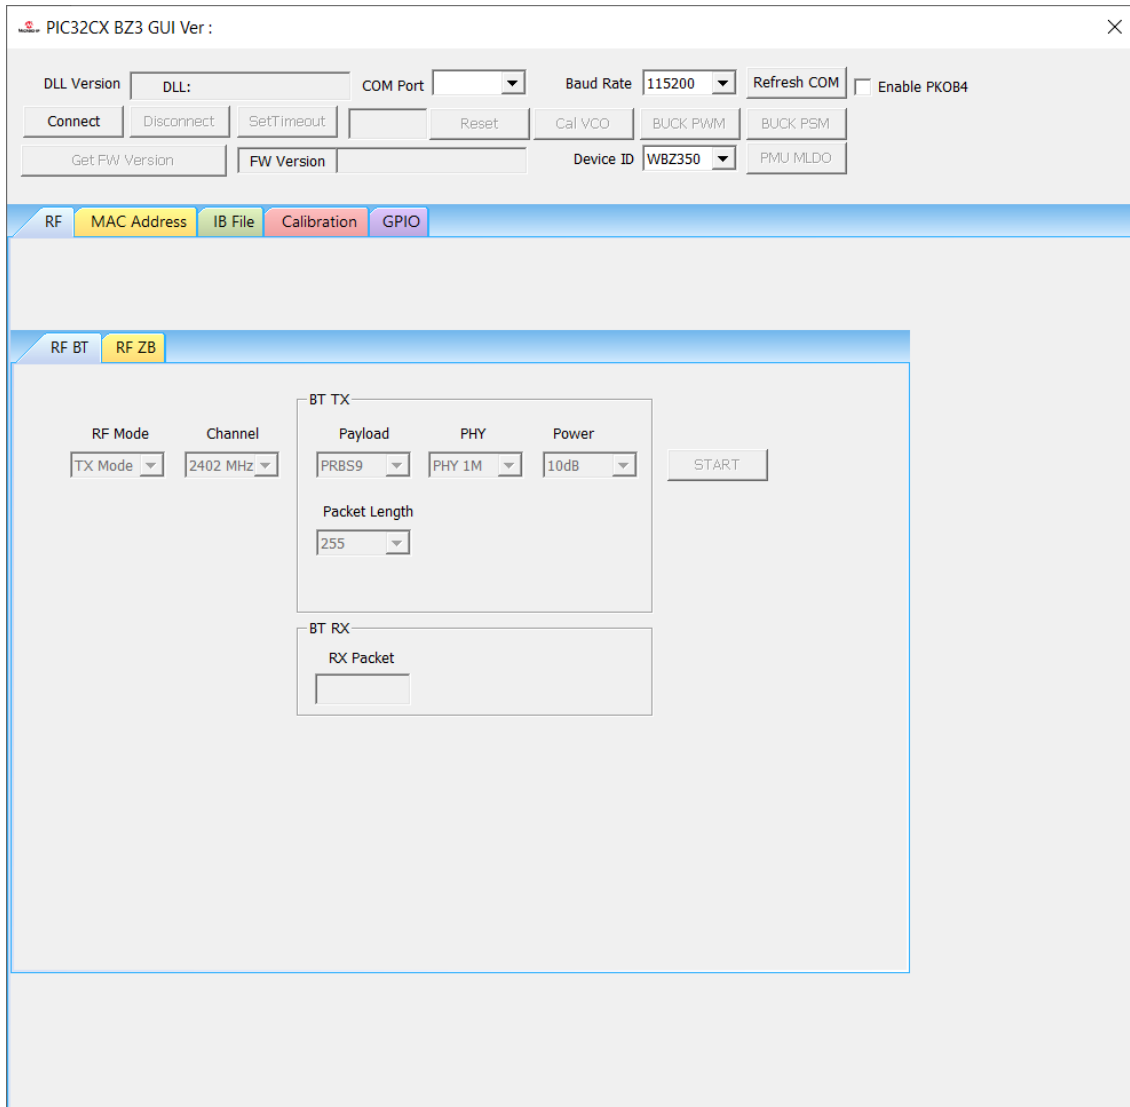 PIC32CX BZ3 GUI Ver :
DLL Version DLL: COM Port Baud Rate 115200 Refresh COM Enable PKOB4
Connect Disconnect SetTimeout Reset Cal VCO BUCK PWM BUCK PSM
Get FW Version FW Version Device ID WBZ350 PMU MLDO
RF MAC Address IB File Calibration GPIO
RF BT RF ZB
BT TX
RF Mode Channel Payload PHY Power
TX Mode 2402 MHz PRBS9 PHY 1M 10dB START
Packet Length
255
BT RX
RX Packet